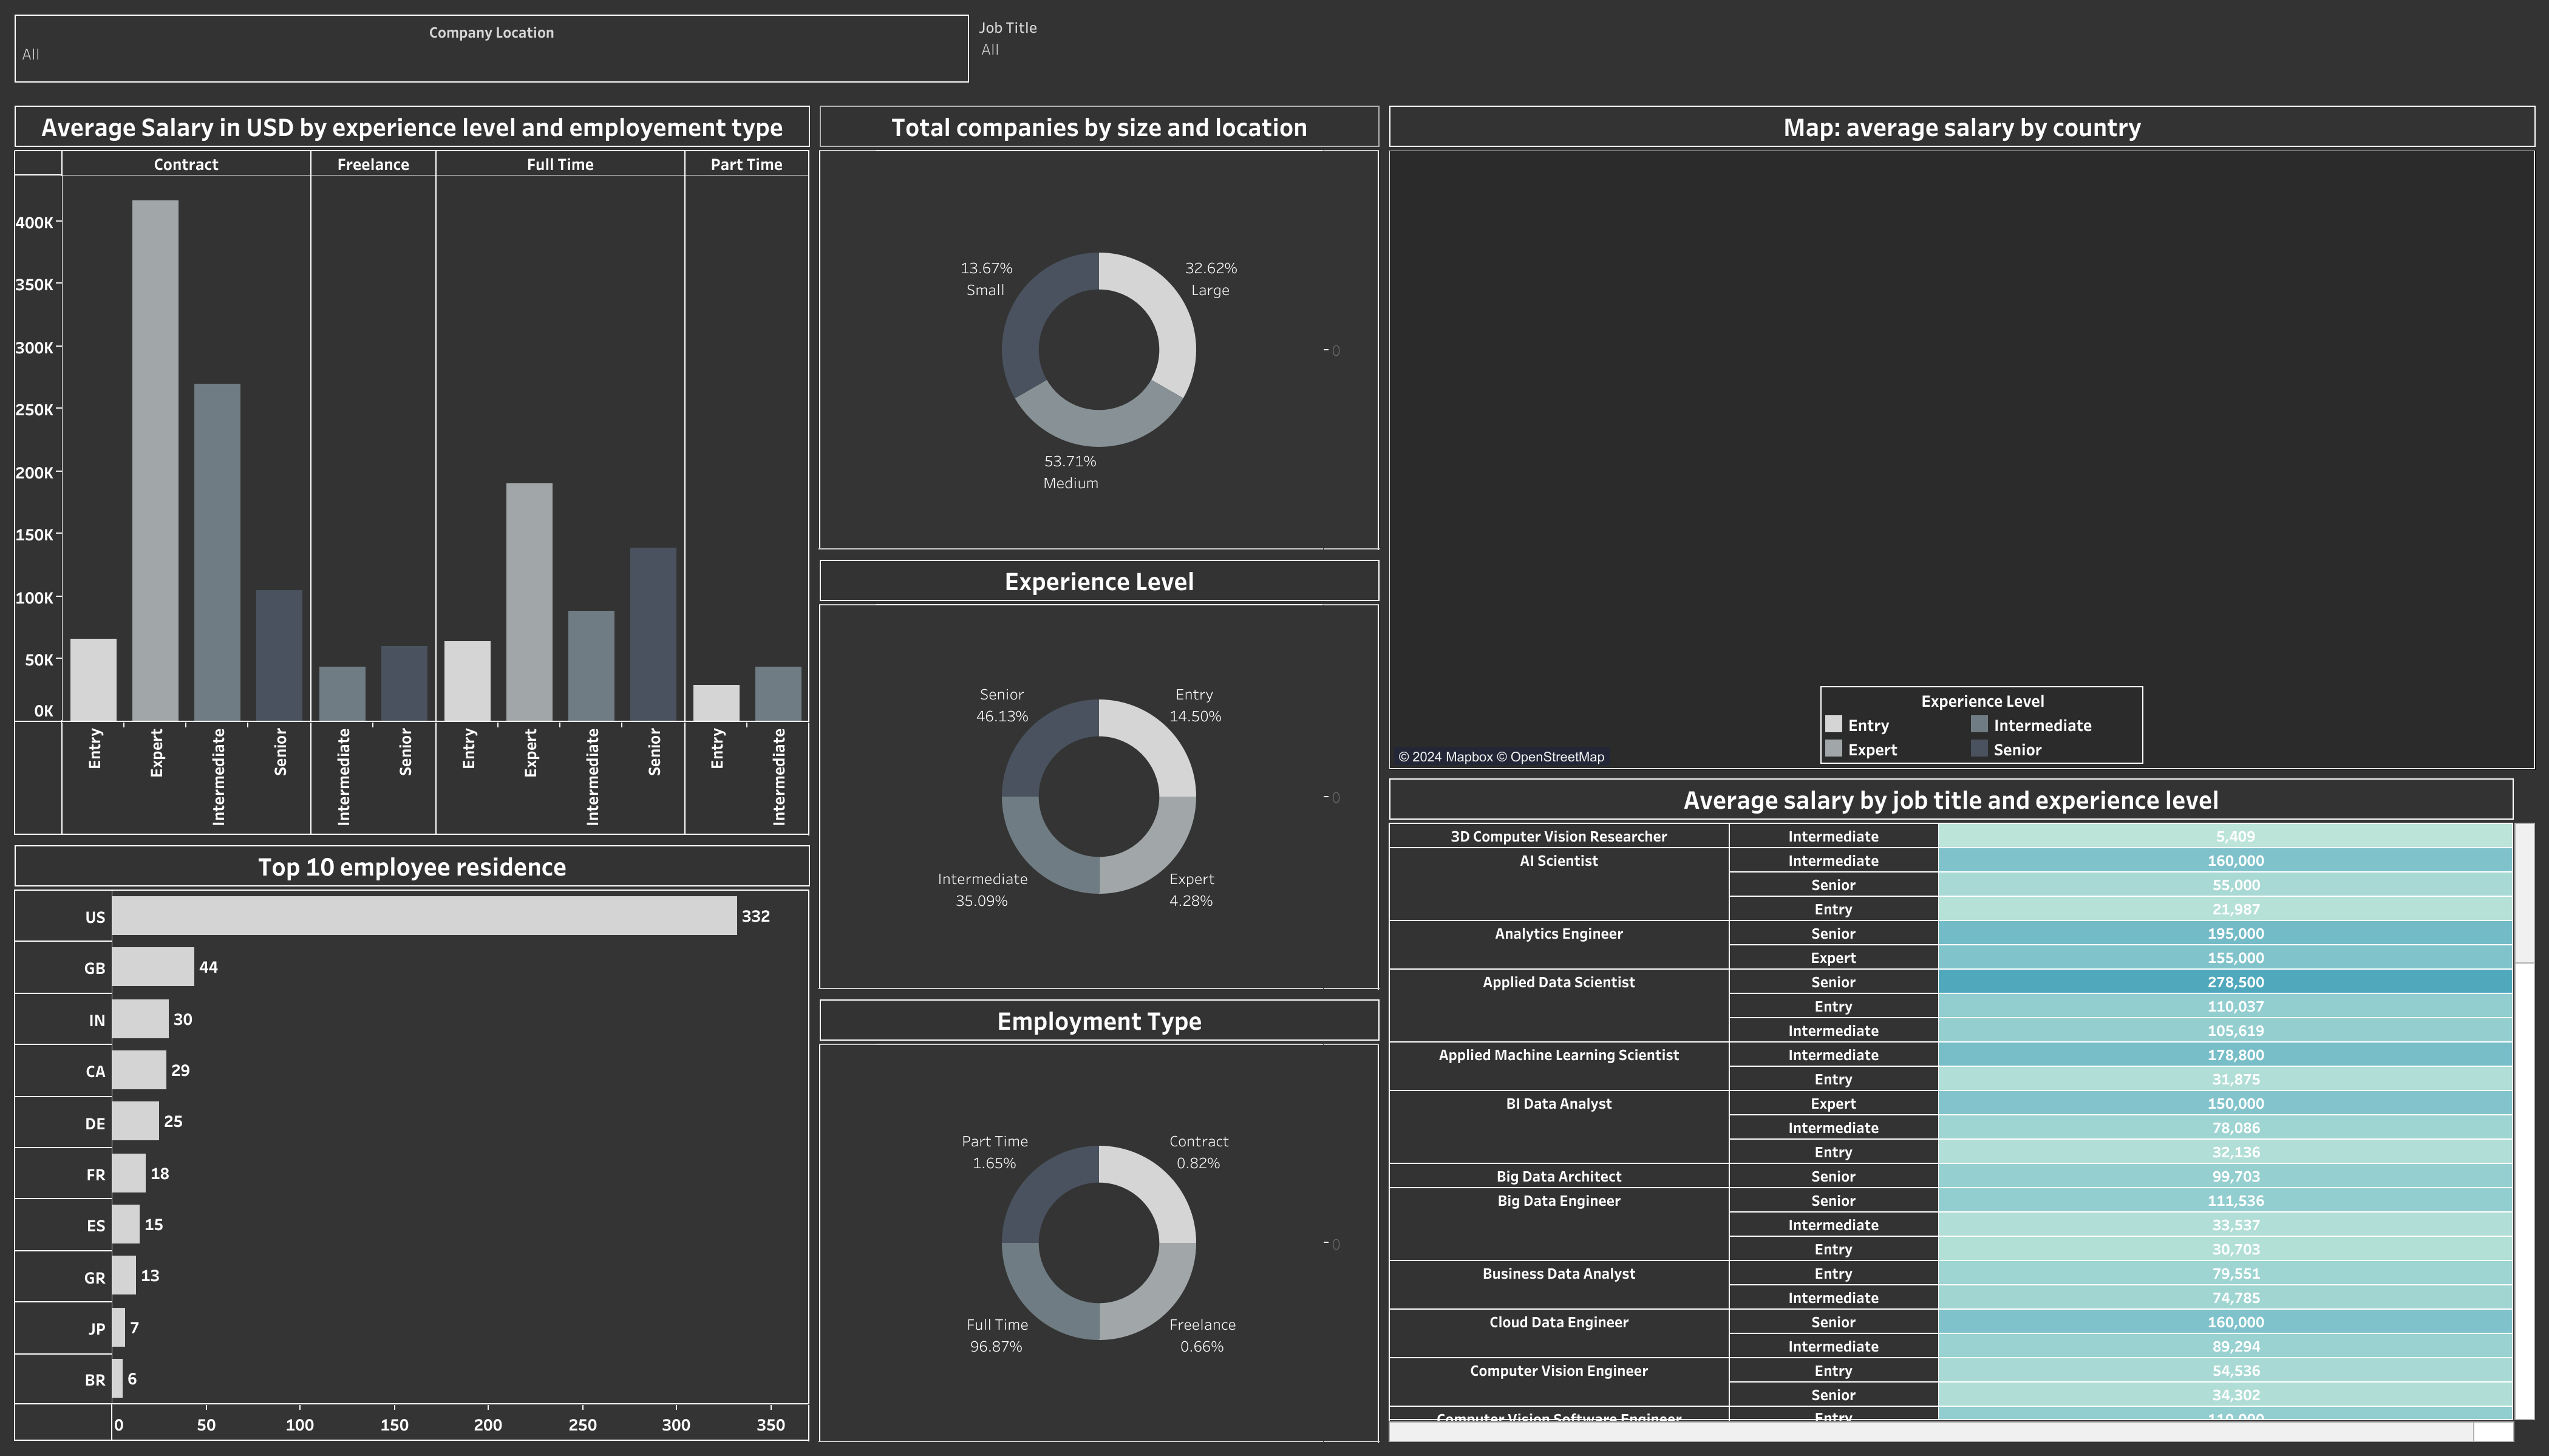 Company Location
All
Job Title
All
Average Salary in USD by experience level and employement type
Contract
Freelance
Full Time
Part Time
400K
350K
300K
250K
200K
150K
100K
50K
0K
Entry
Expert
Intermediate
Senior
Intermediate
Senior
Entry
Expert
Intermediate
Senior
Entry
Intermediate
Top 10 employee residence
US 332
GB 44
IN 30
CA 29
DE 25
FR 18
ES 15
GR 13
JP 7
BR 6
0 50 100 150 200 250 300 350
Total companies by size and location
13.67%
Small
32.62%
Large
53.71%
Medium
0
Experience Level
Senior
46.13%
Entry
14.50%
Intermediate
35.09%
Expert
4.28%
0
Employment Type
Part Time
1.65%
Contract
0.82%
Full Time
96.87%
Freelance
0.66%
0
Map: average salary by country
Experience Level
Entry Intermediate
Expert Senior
© 2024 Mapbox © OpenStreetMap
Average salary by job title and experience level
3D Computer Vision Researcher Intermediate 5,409
AI Scientist Intermediate 160,000
Senior 55,000
Entry 21,987
Analytics Engineer Senior 195,000
Expert 155,000
Applied Data Scientist Senior 278,500
Entry 110,037
Intermediate 105,619
Applied Machine Learning Scientist Intermediate 178,800
Entry 31,875
BI Data Analyst Expert 150,000
Intermediate 78,086
Entry 32,136
Big Data Architect Senior 99,703
Big Data Engineer Senior 111,536
Intermediate 33,537
Entry 30,703
Business Data Analyst Entry 79,551
Intermediate 74,785
Cloud Data Engineer Senior 160,000
Intermediate 89,294
Computer Vision Engineer Entry 54,536
Senior 34,302
Computer Vision Software Engineer Entry 110,000